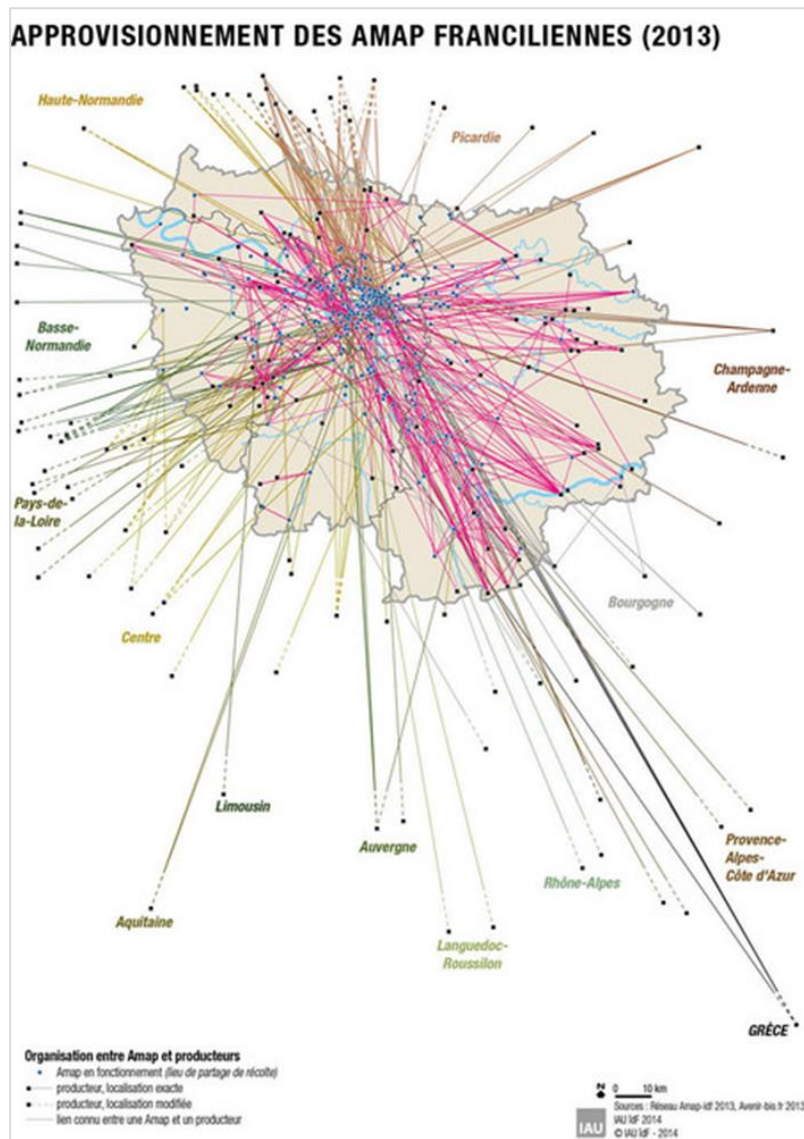 APPROVISIONNEMENT DES AMAP FRANCILIENNES (2013)
Haute-Normandie
Picardie
Basse-
Normandie
Champagne-
Ardenne
Pays-de-
la-Loire
Bourgogne
Centre
Limousin
Auvergne
Provence-
Alpes-
Côte d'Azur
Rhône-Alpes
Aquitaine
Languedoc-
Roussilon
GRÈCE
Organisation entre Amap et producteurs
Amap en fonctionnement (lieu de partage de récolte)
producteur, localisation exacte
producteur, localisation modifiée
lien connu entre une Amap et un producteur
0 10 km
Sources : Réseau Amap-idf 2013, Avenir-bio.fr 2013
IAU îdF 2014
© IAU îdF - 2014
IAU